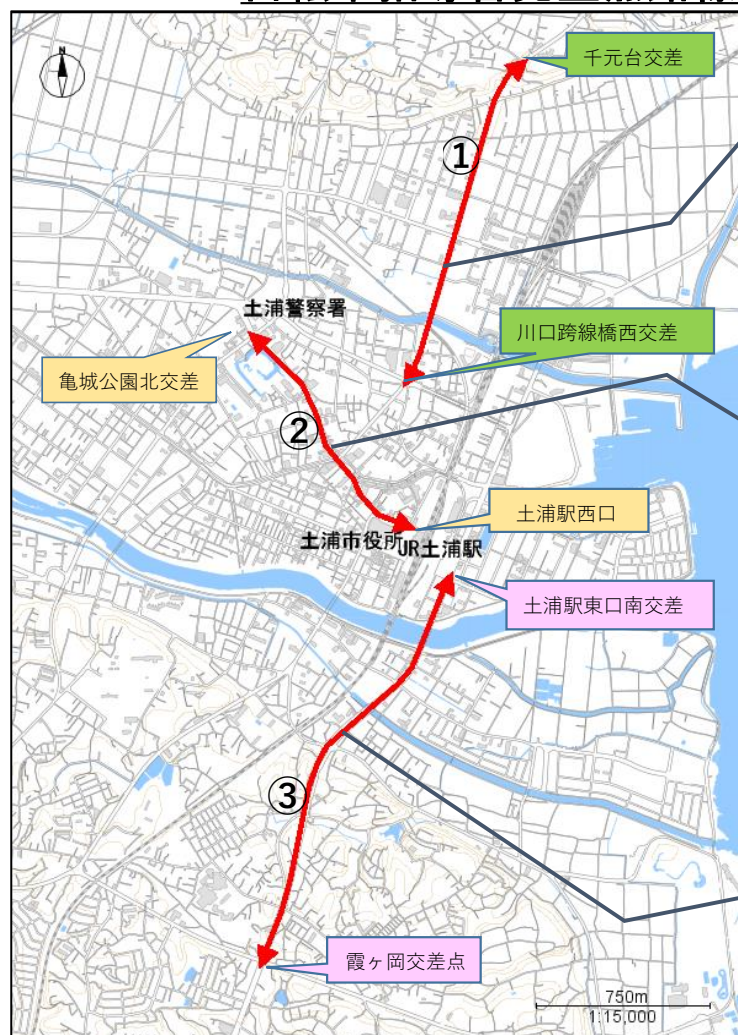 N
千元台交差
①
川口跨線橋西交差
土浦警察署
亀城公園北交差
②
土浦駅西口
土浦市役所
JR土浦駅
土浦駅東口南交差
③
霞ヶ岡交差点
750m
1:15,000